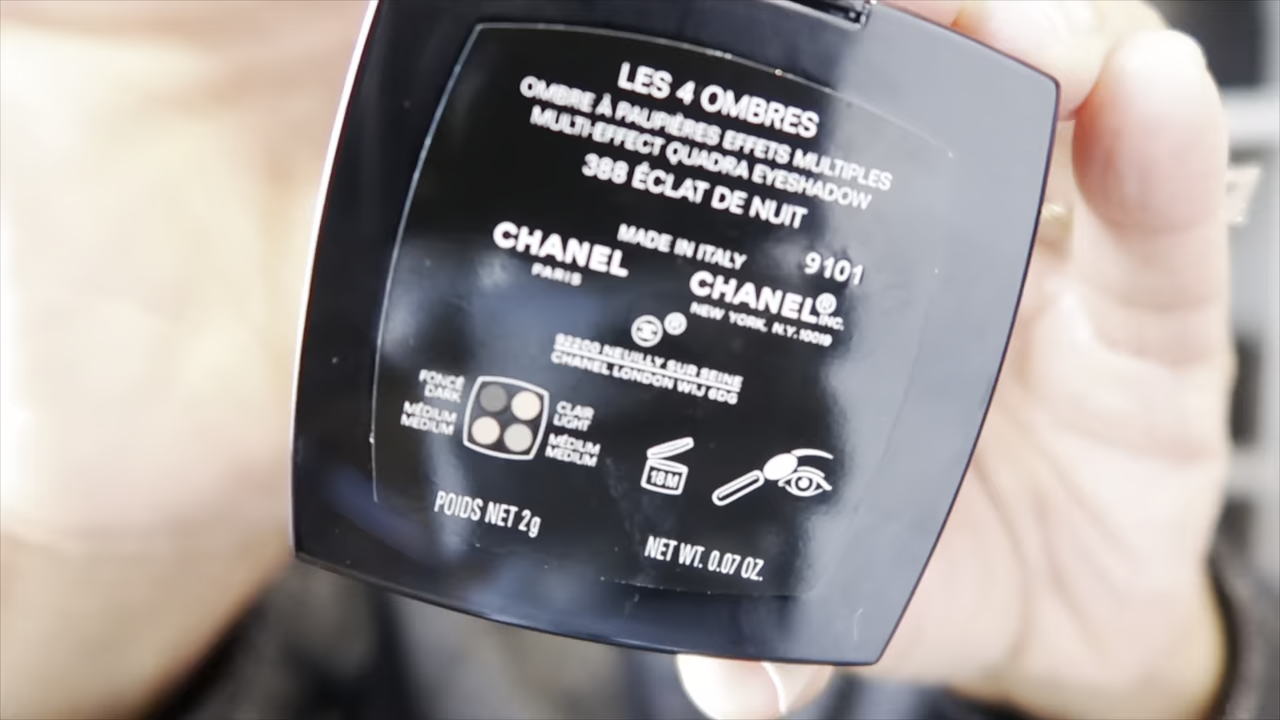 LES 4 OMBRES
OMBRE À PAUPIÈRES EFFETS MULTIPLES
MULTI-EFFECT QUADRA EYESHADOW
388 ÉCLAT DE NUIT
MADE IN ITALY
9101
CHANEL
PARIS
CHANEL® INC.
NEW YORK, N.Y. 10019
®
92200 NEUILLY SUR SEINE
CHANEL LONDON W1J 6DG
FONCÉ
DARK
MÉDIUM
MEDIUM
CLAIR
LIGHT
MÉDIUM
MEDIUM
18M
POIDS NET 2g
NET WT. 0.07 OZ.